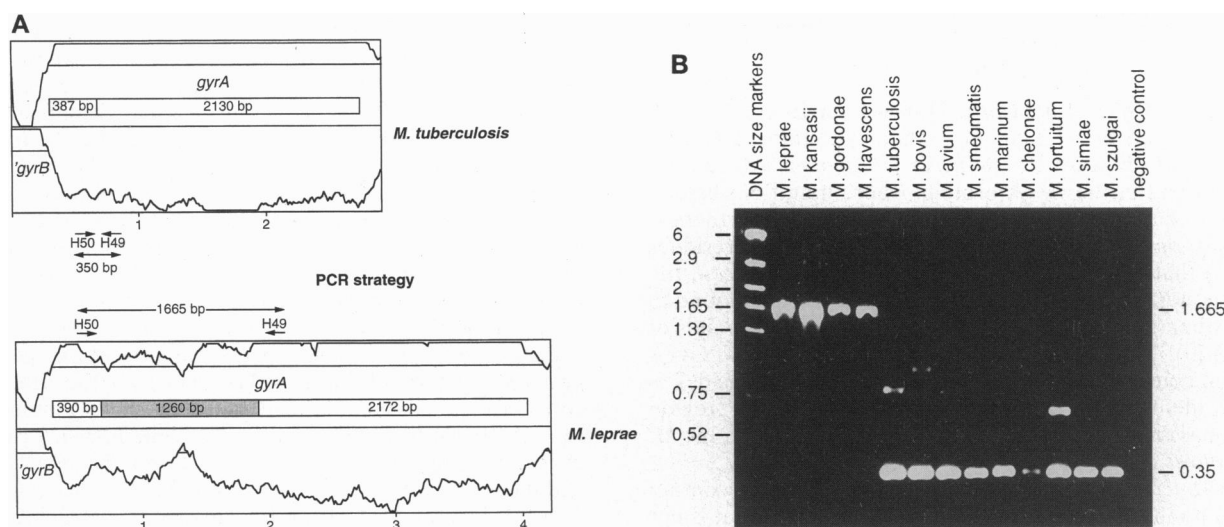 A
gyrA
387 bp
2130 bp
M. tuberculosis
'gyrB
1
2
H50
H49
350 bp
PCR strategy
1665 bp
H50
H49
gyrA
390 bp
1260 bp
2172 bp
M. leprae
'gyrB
1
2
3
4
B
DNA size markers
M. leprae
M. kansasii
M. gordonae
M. flavescens
M. tuberculosis
M. bovis
M. avium
M. smegmatis
M. marinum
M. chelonae
M. fortuitum
M. simiae
M. szulgai
negative control
6
2.9
2
1.65
1.32
0.75
0.52
1.665
0.35